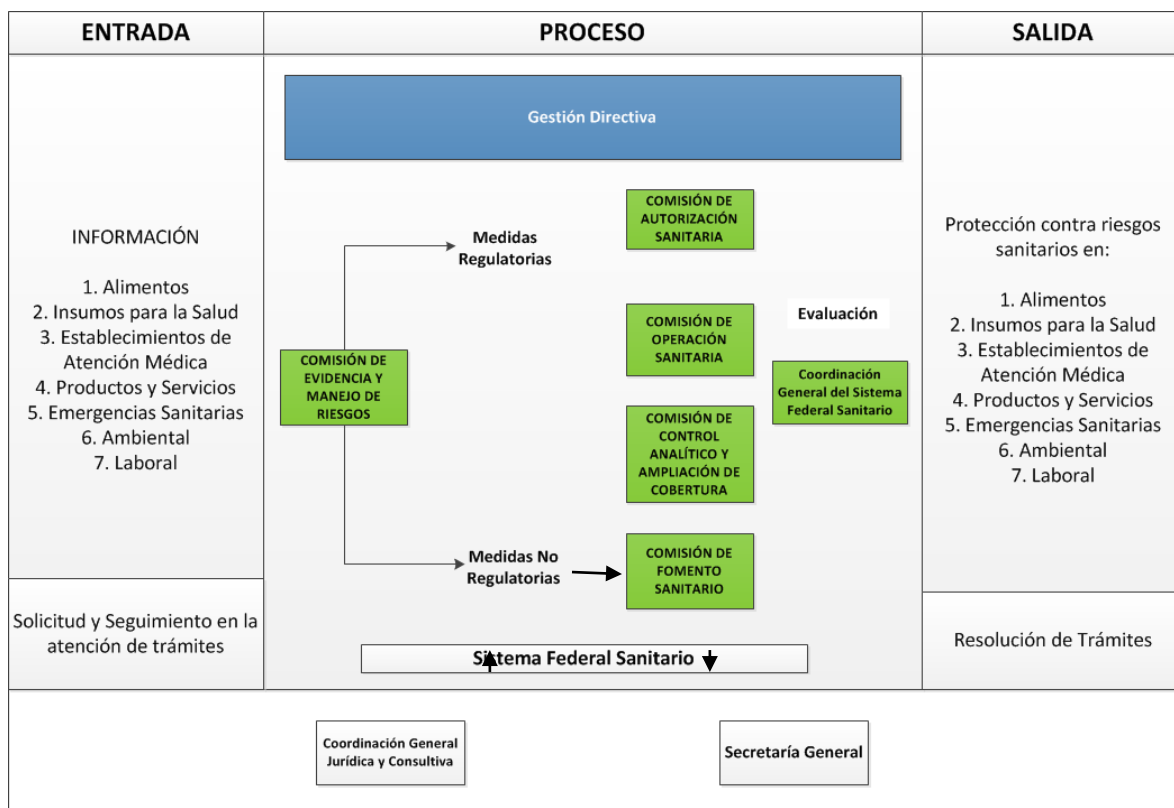 ENTRADA
PROCESO
SALIDA
INFORMACIÓN
1. Alimentos
2. Insumos para la Salud
3. Establecimientos de
Atención Médica
4. Productos y Servicios
5. Emergencias Sanitarias
6. Ambiental
7. Laboral
Solicitud y Seguimiento en la
atención de trámites
Gestión Directiva
COMISIÓN DE
EVIDENCIA Y
MANEJO DE
RIESGOS
Medidas
Regulatorias
Medidas No
Regulatorias
COMISIÓN DE
AUTORIZACIÓN
SANITARIA
COMISIÓN DE
OPERACIÓN
SANITARIA
COMISIÓN DE
CONTROL
ANALÍTICO Y
AMPLIACIÓN DE
COBERTURA
COMISIÓN DE
FOMENTO
SANITARIO
Evaluación
Coordinación
General del Sistema
Federal Sanitario
Sistema Federal Sanitario
Protección contra riesgos
sanitarios en:
1. Alimentos
2. Insumos para la Salud
3. Establecimientos de
Atención Médica
4. Productos y Servicios
5. Emergencias Sanitarias
6. Ambiental
7. Laboral
Resolución de Trámites
Coordinación General
Jurídica y Consultiva
Secretaría General